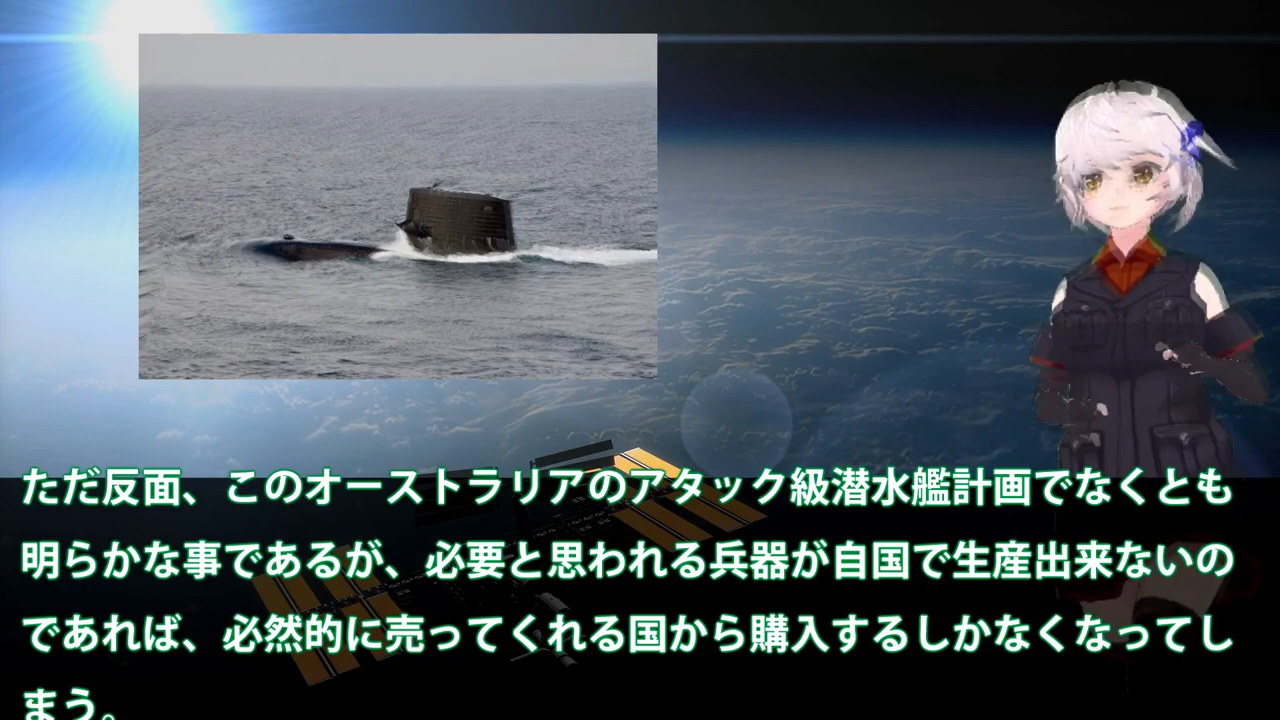 ただ反面、このオーストラリアのアタック級潜水艦計画でなくとも
明らかな事であるが、必要と思われる兵器が自国で生産出来ないの
であれば、必然的に売ってくれる国から購入するしかなくなってし
まう。